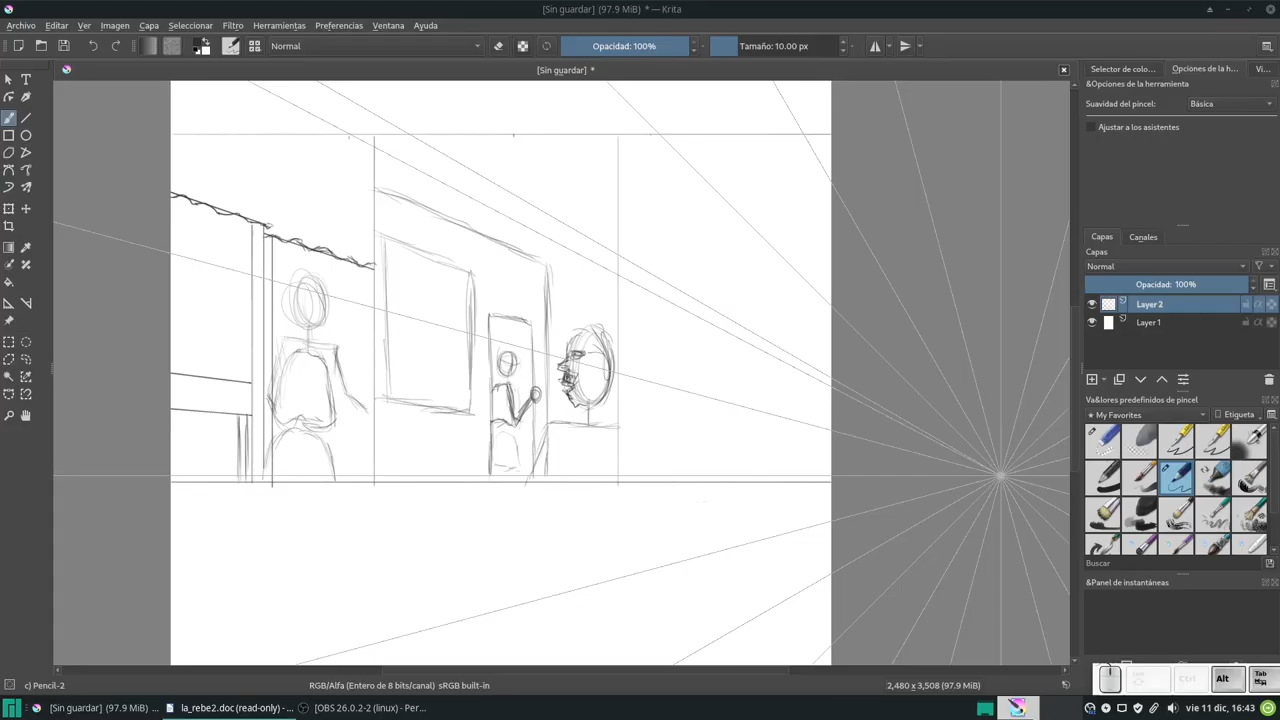 [Sin guardar] (97.9 MiB) * — Krita
Archivo Editar Ver Imagen Capa Seleccionar Filtro Herramientas Preferencias Ventana Ayuda
Normal Opacidad: 100% Tamaño: 10.00 px
[Sin guardar] *
Selector de colo... Opciones de la h... Vi...
&Opciones de la herramienta
Suavidad del pincel: Básica
Ajustar a los asistentes
Capas Canales
Capas
Normal
Opacidad: 100%
Layer 2
Layer 1
Va&lores predefinidos de pincel
★ My Favorites Etiqueta
Buscar
&Panel de instantáneas
c) Pencil-2 RGB/Alfa (Entero de 8 bits/canal) sRGB built-in 2,480 x 3,508 (97.9 MiB)
Ctrl Alt Tab
[Sin guardar] (97.9 MiB) ... la_rebe2.doc (read-only) -... [OBS 26.0.2-2 (linux) - Per... vie 11 dic, 16:43